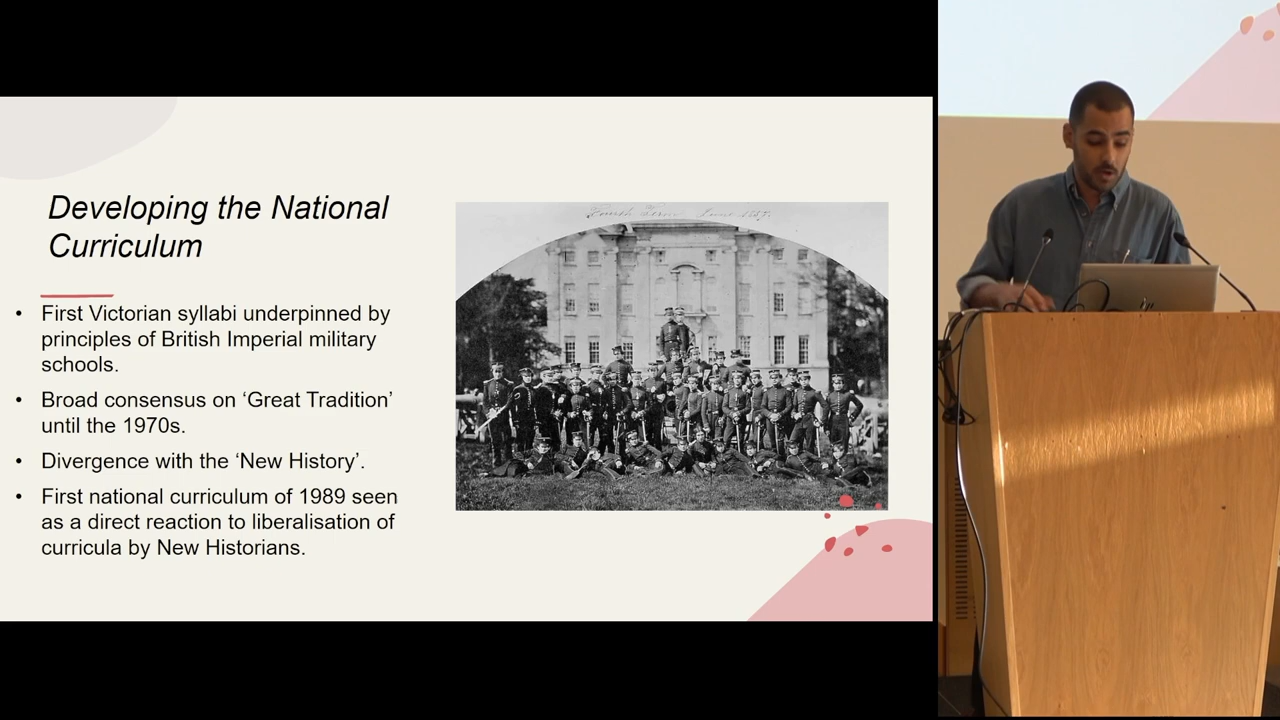 Developing the National
Curriculum
• First Victorian syllabi underpinned by
principles of British Imperial military
schools.
• Broad consensus on ‘Great Tradition’
until the 1970s.
• Divergence with the ‘New History’.
• First national curriculum of 1989 seen
as a direct reaction to liberalisation of
curricula by New Historians.